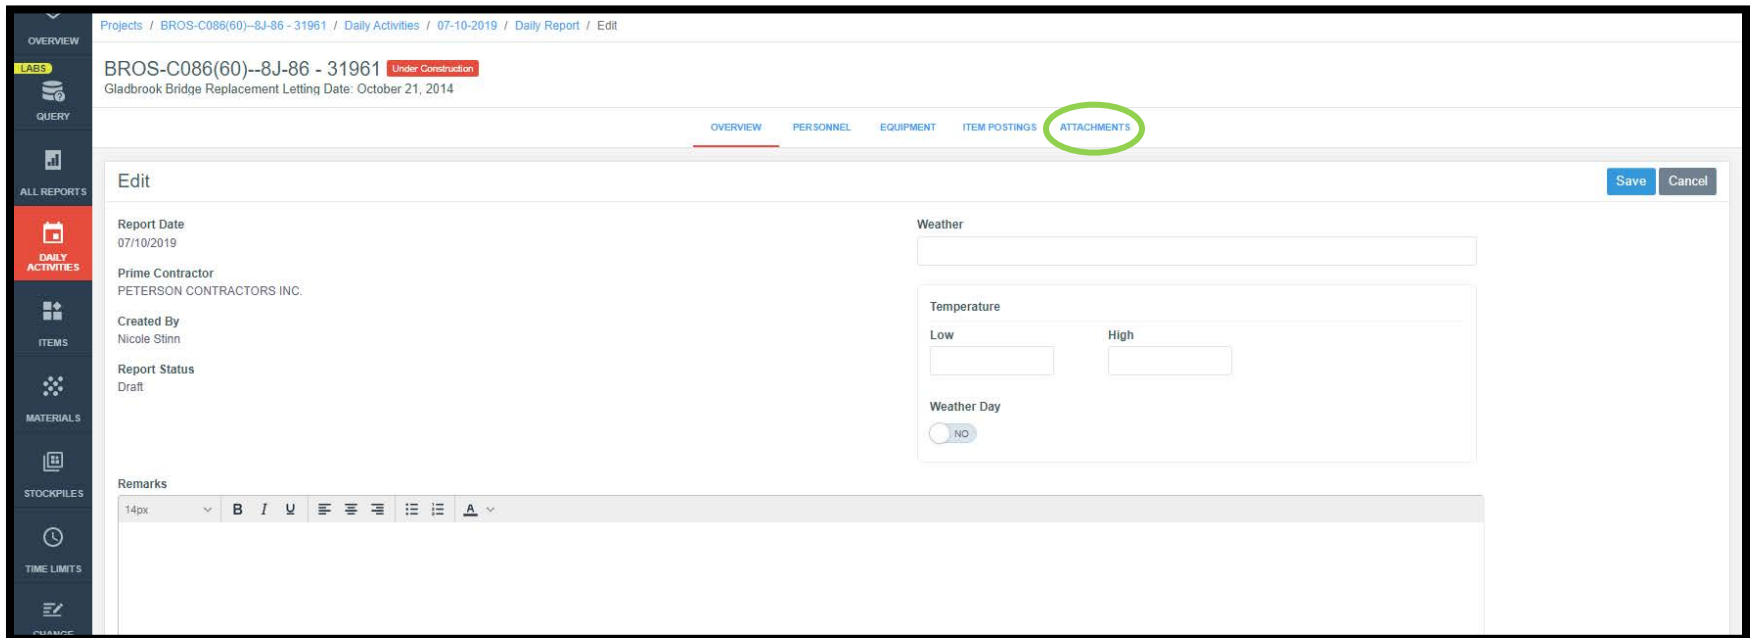 OVERVIEW
LABS
QUERY
ALL REPORTS
DAILY
ACTIVITIES
ITEMS
MATERIALS
STOCKPILES
TIME LIMITS
CHANGE
Projects / BROS-C086(60)--8J-86 - 31961 / Daily Activities / 07-10-2019 / Daily Report / Edit
BROS-C086(60)--8J-86 - 31961 Under Construction
Gladbrook Bridge Replacement Letting Date: October 21, 2014
OVERVIEW PERSONNEL EQUIPMENT ITEM POSTINGS ATTACHMENTS
Edit
Save Cancel
Report Date
07/10/2019
Prime Contractor
PETERSON CONTRACTORS INC.
Created By
Nicole Stinn
Report Status
Draft
Weather
Temperature
Low High
Weather Day
NO
Remarks
14px B I U A